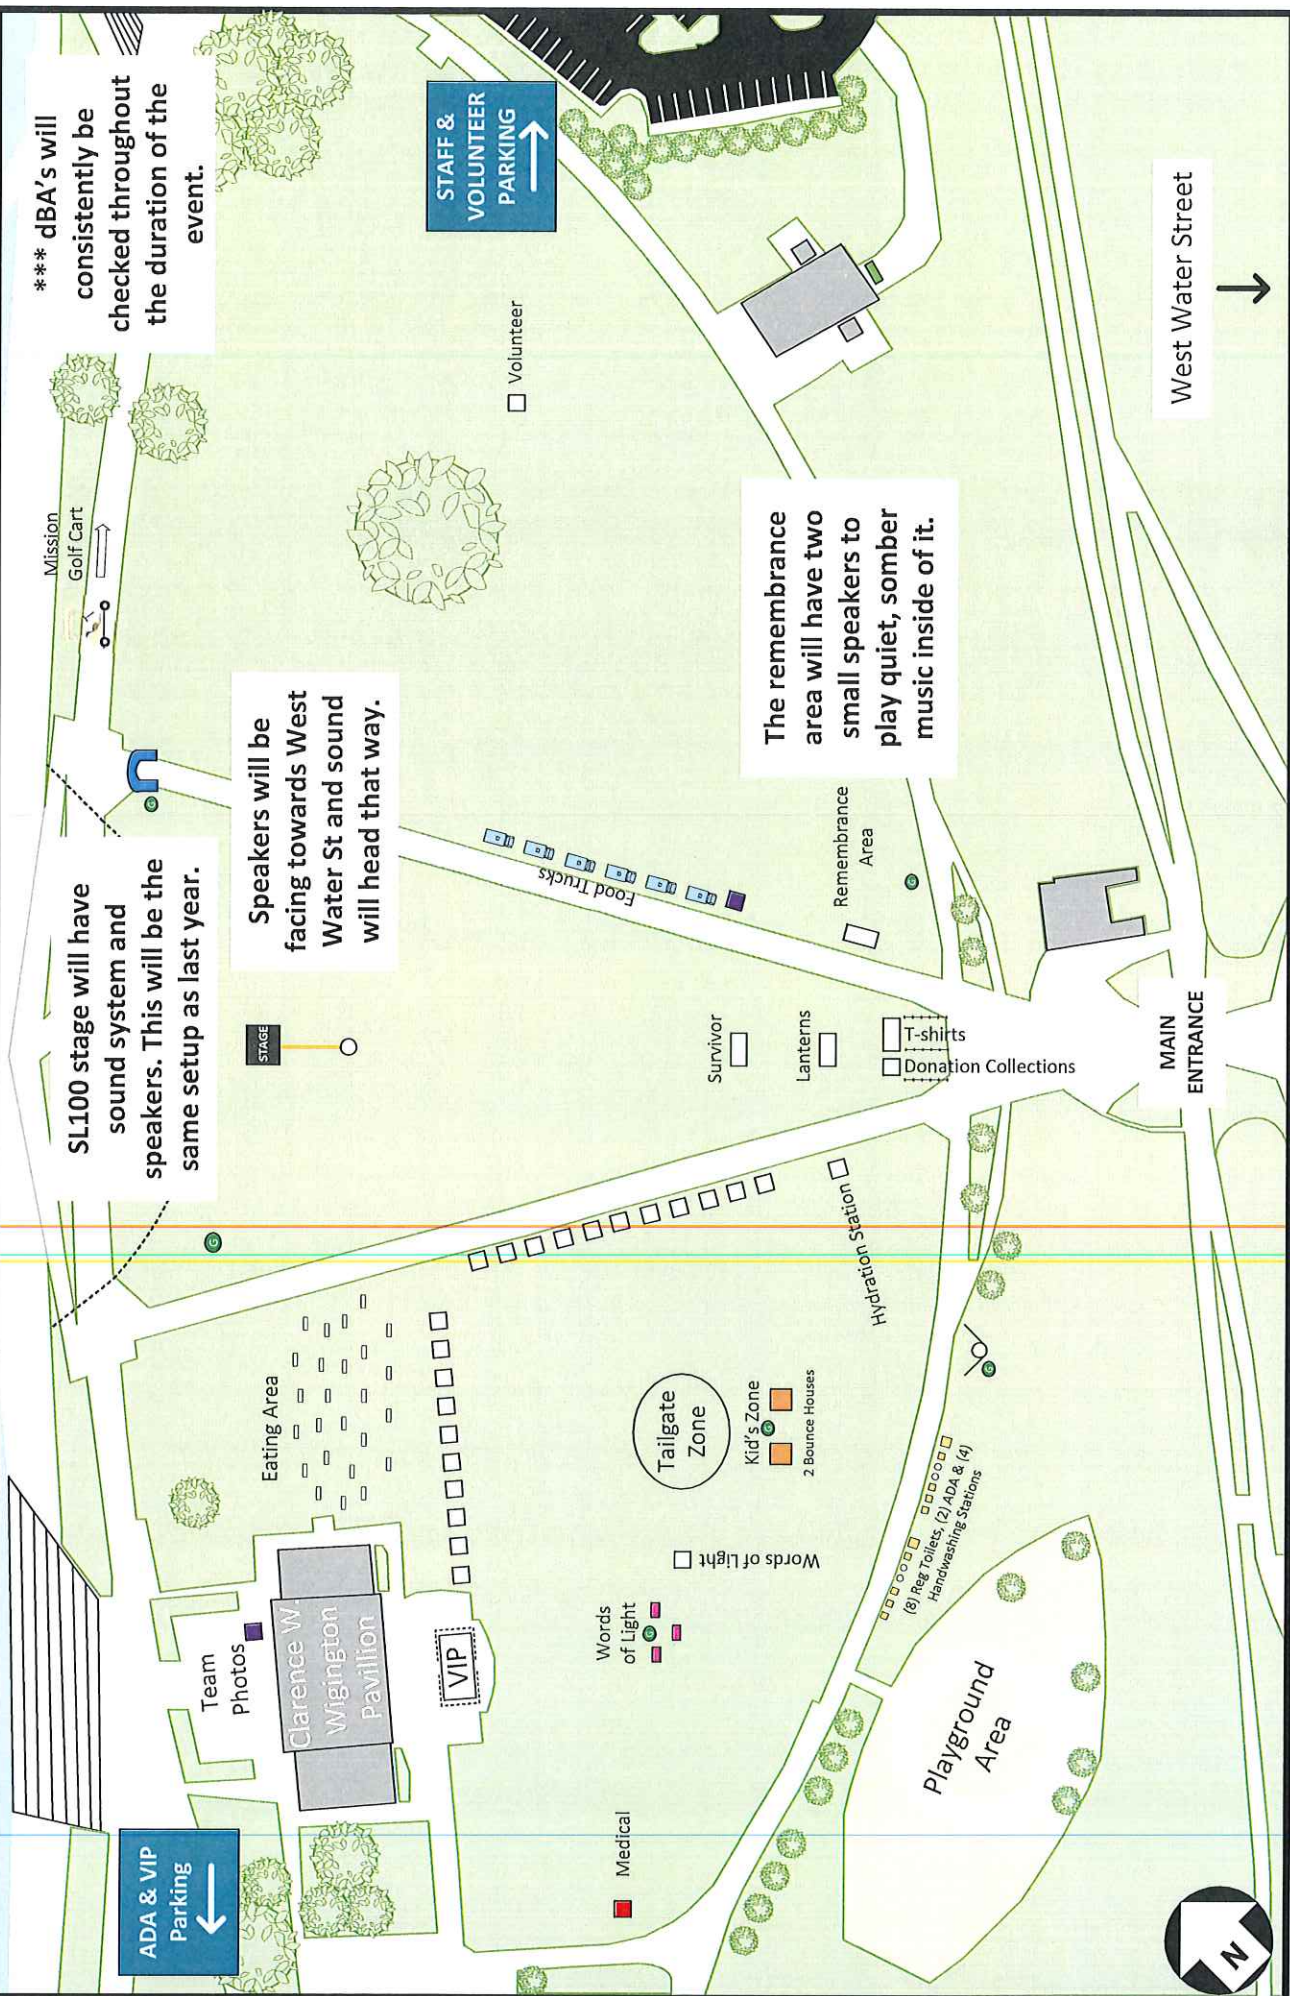 ADA & VIP
Parking
Team
Photos
Clarence W.
Wigington
Pavillion
VIP
Medical
Eating Area
Words
of Light
Words of Light
Tailgate
Zone
Kid's Zone
G
2 Bounce Houses
Playground
Area
(8) Reg Toilets, (2) ADA & (4)
Handwashing Stations
Hydration Station
G
G
G
SL100 stage will have
sound system and
speakers. This will be the
same setup as last year.
STAGE
Speakers will be
facing towards West
Water St and sound
will head that way.
G
Food Trucks
Survivor
Lanterns
T-shirts
Donation Collections
Remembrance
Area
G
MAIN
ENTRANCE
The remembrance
area will have two
small speakers to
play quiet, somber
music inside of it.
Mission
Golf Cart
*** dBA's will
consistently be
checked throughout
the duration of the
event.
Volunteer
STAFF &
VOLUNTEER
PARKING
West Water Street
N